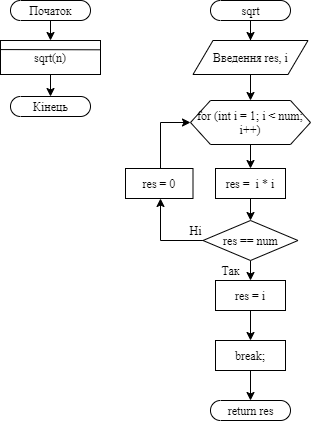 Початок
sqrt(n)
Кінець
sqrt
Введення res, i
for (int i = 1; i < num;
i++)
res = 0
res = i * i
Ні
res == num
Так
res = i
break;
return res